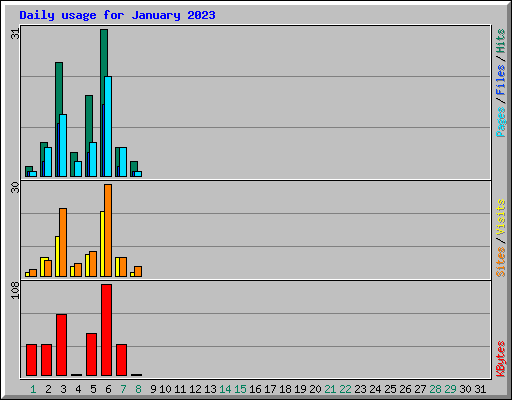 Daily usage for January 2023
31
30
108
Pages / Files / Hits
Sites / Visits
KBytes
1 2 3 4 5 6 7 8 9 10 11 12 13 14 15 16 17 18 19 20 21 22 23 24 25 26 27 28 29 30 31